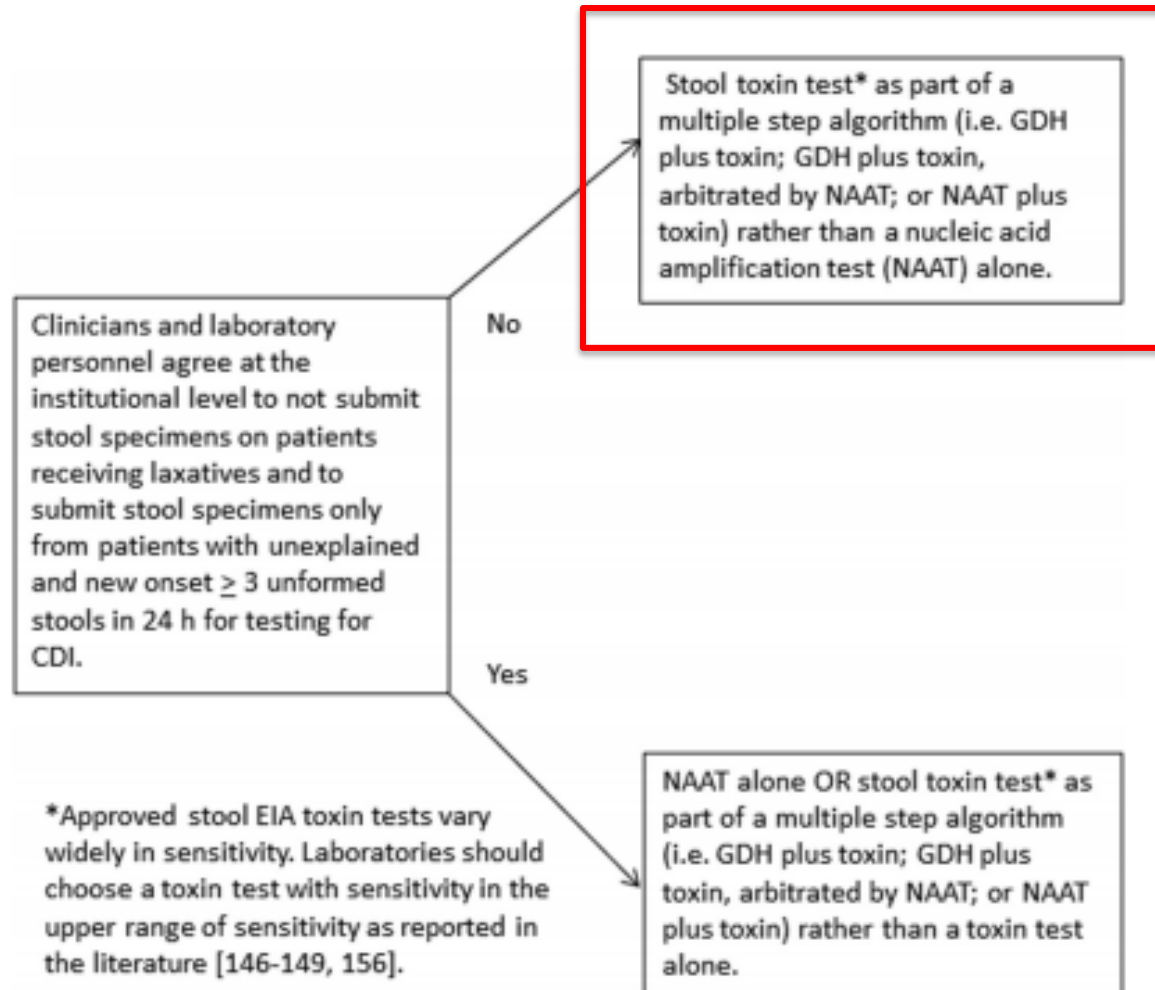 Stool toxin test* as part of a
multiple step algorithm (i.e. GDH
plus toxin; GDH plus toxin,
arbitrated by NAAT; or NAAT plus
toxin) rather than a nucleic acid
amplification test (NAAT) alone.
No
Clinicians and laboratory
personnel agree at the
institutional level to not submit
stool specimens on patients
receiving laxatives and to
submit stool specimens only
from patients with unexplained
and new onset ≥ 3 unformed
stools in 24 h for testing for
CDI.
Yes
NAAT alone OR stool toxin test* as
part of a multiple step algorithm
(i.e. GDH plus toxin; GDH plus
toxin, arbitrated by NAAT; or NAAT
plus toxin) rather than a toxin test
alone.
*Approved stool EIA toxin tests vary
widely in sensitivity. Laboratories should
choose a toxin test with sensitivity in the
upper range of sensitivity as reported in
the literature [146-149, 156].